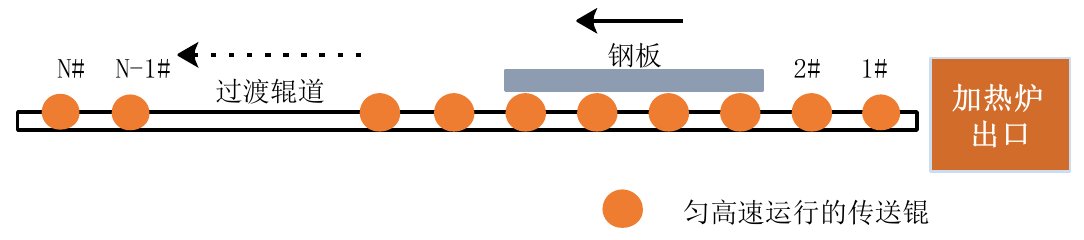 钢板
N# N-1# 2# 1#
过渡辊道
加热炉
出口
匀高速运行的传送辊